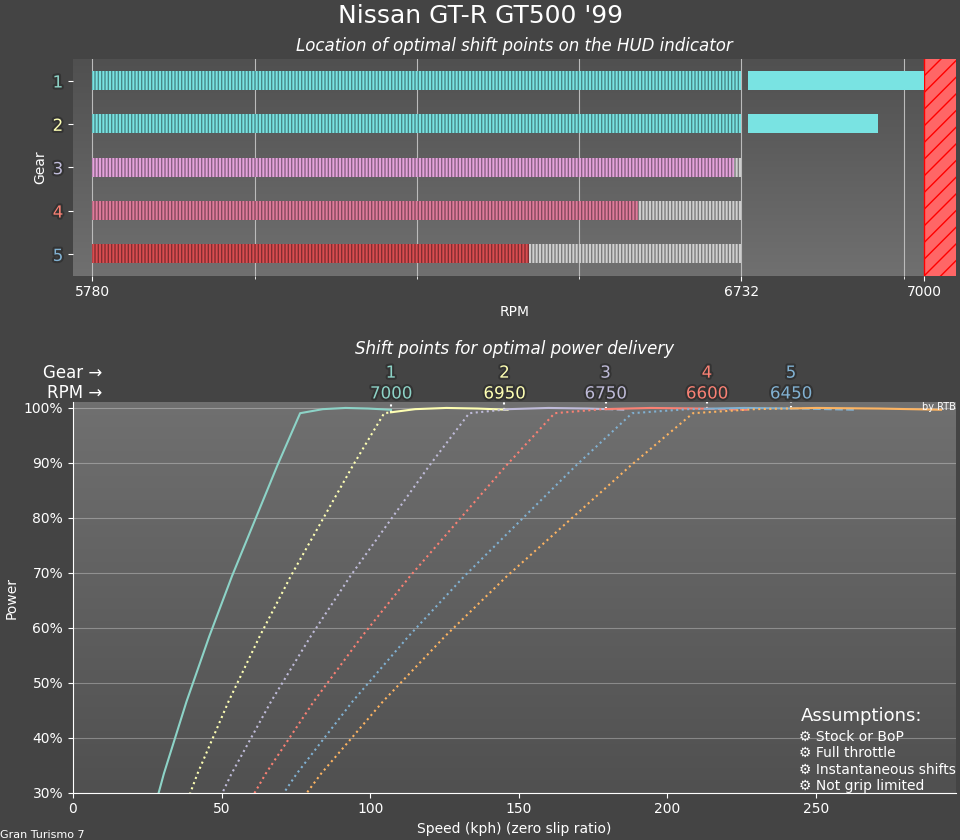 Nissan GT-R GT500 '99
Location of optimal shift points on the HUD indicator
Gear
1
2
3
4
5
5780 6732 7000
RPM
Shift points for optimal power delivery
Gear → 1 2 3 4 5
RPM → 7000 6950 6750 6600 6450
by RTB
Power
100%
90%
80%
70%
60%
50%
40%
30%
Assumptions:
⚙ Stock or BoP
⚙ Full throttle
⚙ Instantaneous shifts
⚙ Not grip limited
0 50 100 150 200 250
Speed (kph) (zero slip ratio)
Gran Turismo 7